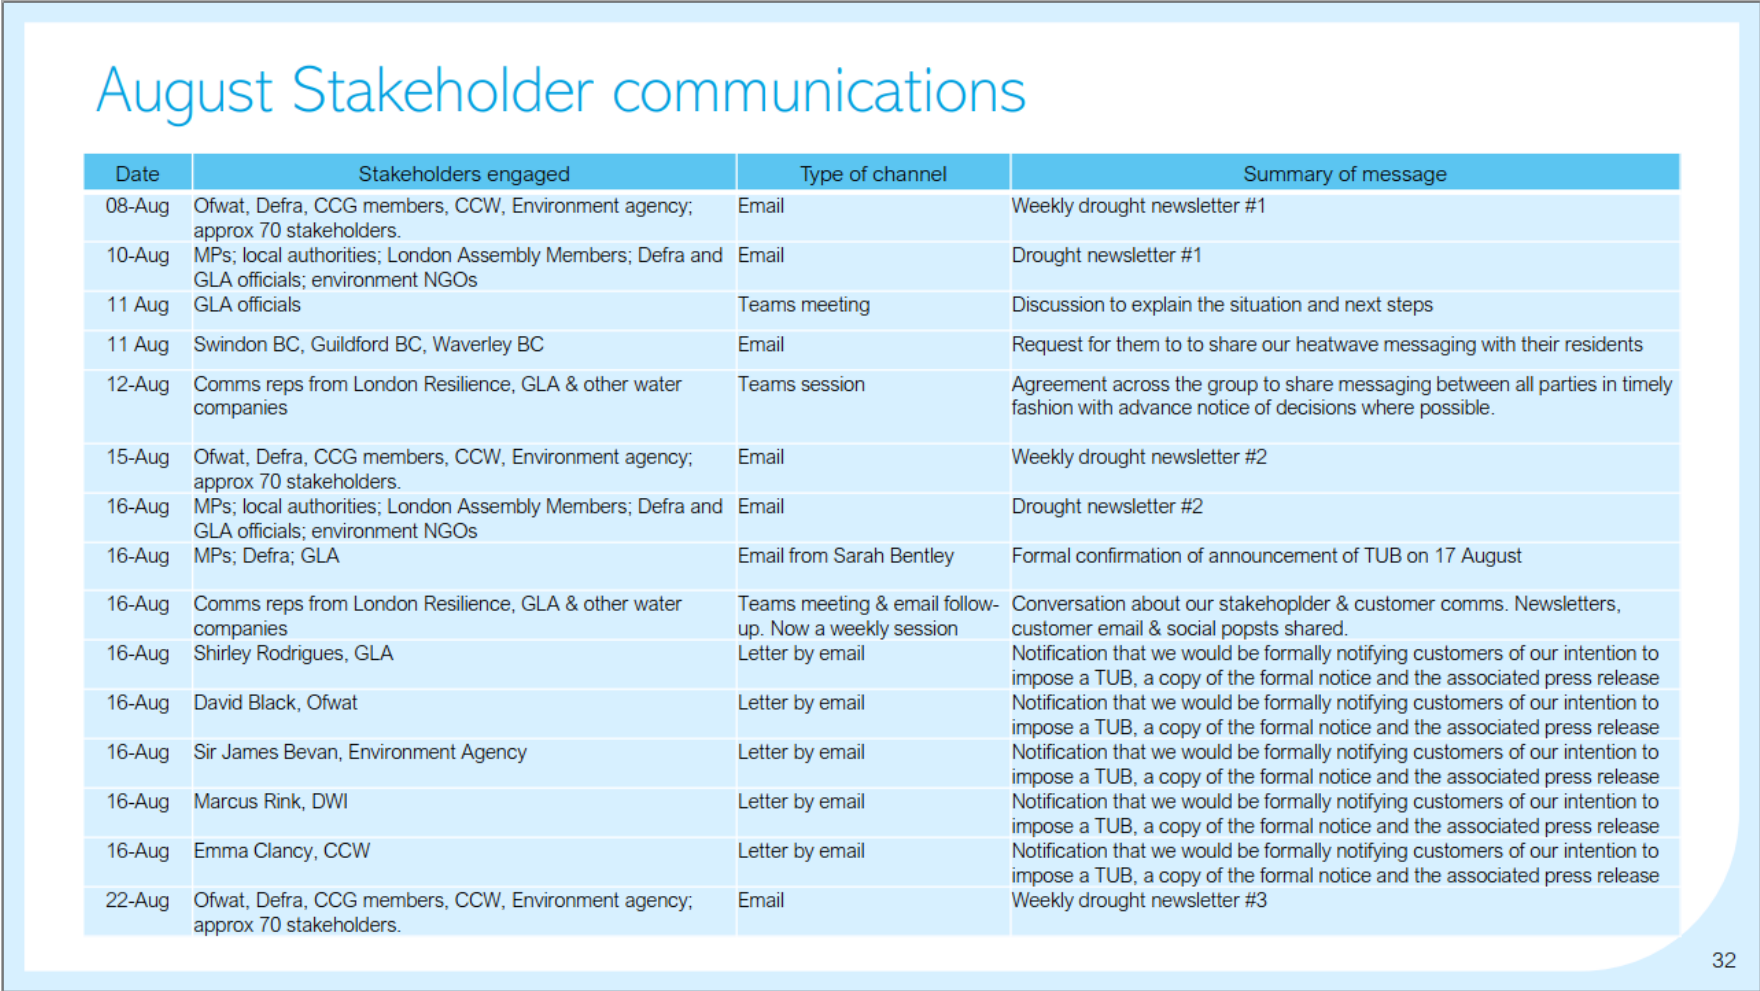 August Stakeholder communications
Date Stakeholders engaged Type of channel Summary of message
08-Aug Ofwat, Defra, CCG members, CCW, Environment agency; Email Weekly drought newsletter #1
approx 70 stakeholders.
10-Aug MPs; local authorities; London Assembly Members; Defra and Email Drought newsletter #1
GLA officials; environment NGOs
11 Aug GLA officials Teams meeting Discussion to explain the situation and next steps
11 Aug Swindon BC, Guildford BC, Waverley BC Email Request for them to to share our heatwave messaging with their residents
12-Aug Comms reps from London Resilience, GLA & other water Teams session Agreement across the group to share messaging between all parties in timely
companies fashion with advance notice of decisions where possible.
15-Aug Ofwat, Defra, CCG members, CCW, Environment agency; Email Weekly drought newsletter #2
approx 70 stakeholders.
16-Aug MPs; local authorities; London Assembly Members; Defra and Email Drought newsletter #2
GLA officials; environment NGOs
16-Aug MPs; Defra; GLA Email from Sarah Bentley Formal confirmation of announcement of TUB on 17 August
16-Aug Comms reps from London Resilience, GLA & other water Teams meeting & email follow- Conversation about our stakehoplder & customer comms. Newsletters,
companies up. Now a weekly session customer email & social popsts shared.
16-Aug Shirley Rodrigues, GLA Letter by email Notification that we would be formally notifying customers of our intention to
impose a TUB, a copy of the formal notice and the associated press release
16-Aug David Black, Ofwat Letter by email Notification that we would be formally notifying customers of our intention to
impose a TUB, a copy of the formal notice and the associated press release
16-Aug Sir James Bevan, Environment Agency Letter by email Notification that we would be formally notifying customers of our intention to
impose a TUB, a copy of the formal notice and the associated press release
16-Aug Marcus Rink, DWI Letter by email Notification that we would be formally notifying customers of our intention to
impose a TUB, a copy of the formal notice and the associated press release
16-Aug Emma Clancy, CCW Letter by email Notification that we would be formally notifying customers of our intention to
impose a TUB, a copy of the formal notice and the associated press release
22-Aug Ofwat, Defra, CCG members, CCW, Environment agency; Email Weekly drought newsletter #3
approx 70 stakeholders.
32